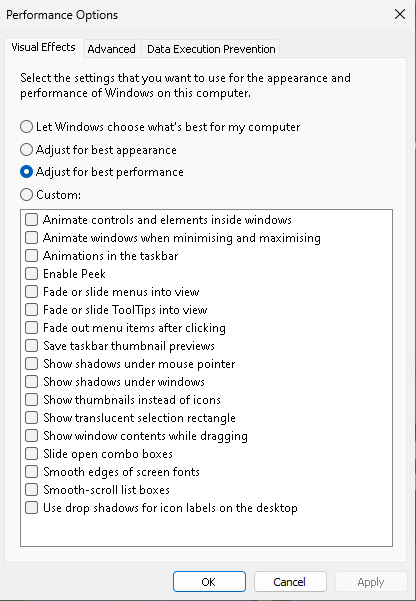 Performance Options
Visual Effects
Advanced
Data Execution Prevention
Select the settings that you want to use for the appearance and
performance of Windows on this computer.
Let Windows choose what's best for my computer
Adjust for best appearance
Adjust for best performance
Custom:
Animate controls and elements inside windows
Animate windows when minimising and maximising
Animations in the taskbar
Enable Peek
Fade or slide menus into view
Fade or slide ToolTips into view
Fade out menu items after clicking
Save taskbar thumbnail previews
Show shadows under mouse pointer
Show shadows under windows
Show thumbnails instead of icons
Show translucent selection rectangle
Show window contents while dragging
Slide open combo boxes
Smooth edges of screen fonts
Smooth-scroll list boxes
Use drop shadows for icon labels on the desktop
OK
Cancel
Apply